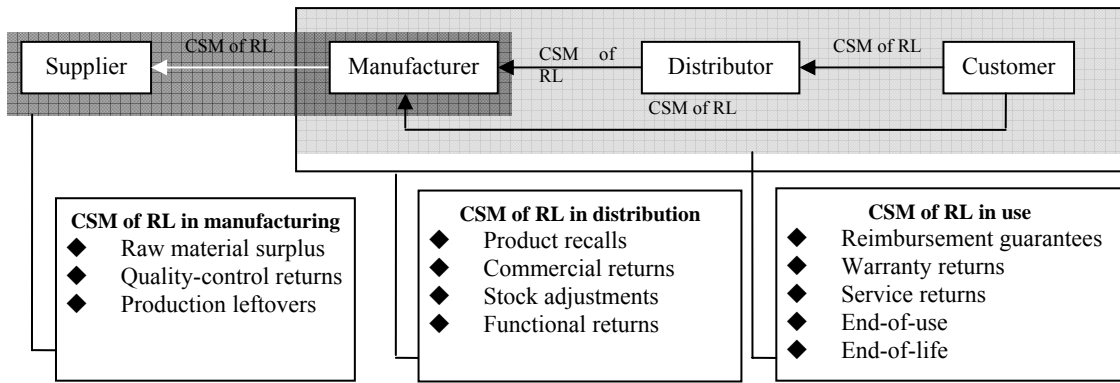 CSM of RL
CSM of
RL
CSM of RL
Supplier
Manufacturer
Distributor
Customer
CSM of RL
CSM of RL in manufacturing
◆ Raw material surplus
◆ Quality-control returns
◆ Production leftovers
CSM of RL in distribution
◆ Product recalls
◆ Commercial returns
◆ Stock adjustments
◆ Functional returns
CSM of RL in use
◆ Reimbursement guarantees
◆ Warranty returns
◆ Service returns
◆ End-of-use
◆ End-of-life